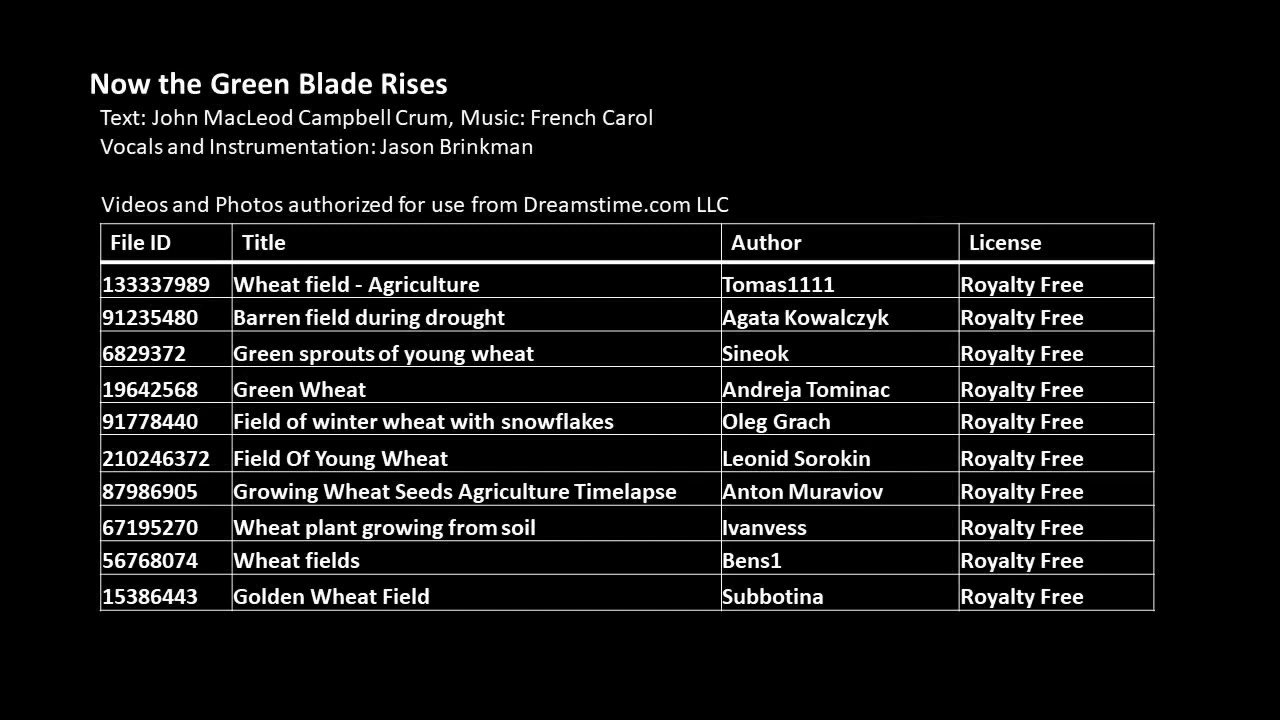 Now the Green Blade Rises
Text: John MacLeod Campbell Crum, Music: French Carol
Vocals and Instrumentation: Jason Brinkman
Videos and Photos authorized for use from Dreamstime.com LLC
File ID Title Author License
133337989 Wheat field - Agriculture Tomas1111 Royalty Free
91235480 Barren field during drought Agata Kowalczyk Royalty Free
6829372 Green sprouts of young wheat Sineok Royalty Free
19642568 Green Wheat Andreja Tominac Royalty Free
91778440 Field of winter wheat with snowflakes Oleg Grach Royalty Free
210246372 Field Of Young Wheat Leonid Sorokin Royalty Free
87986905 Growing Wheat Seeds Agriculture Timelapse Anton Muraviov Royalty Free
67195270 Wheat plant growing from soil Ivanvess Royalty Free
56768074 Wheat fields Bens1 Royalty Free
15386443 Golden Wheat Field Subbotina Royalty Free